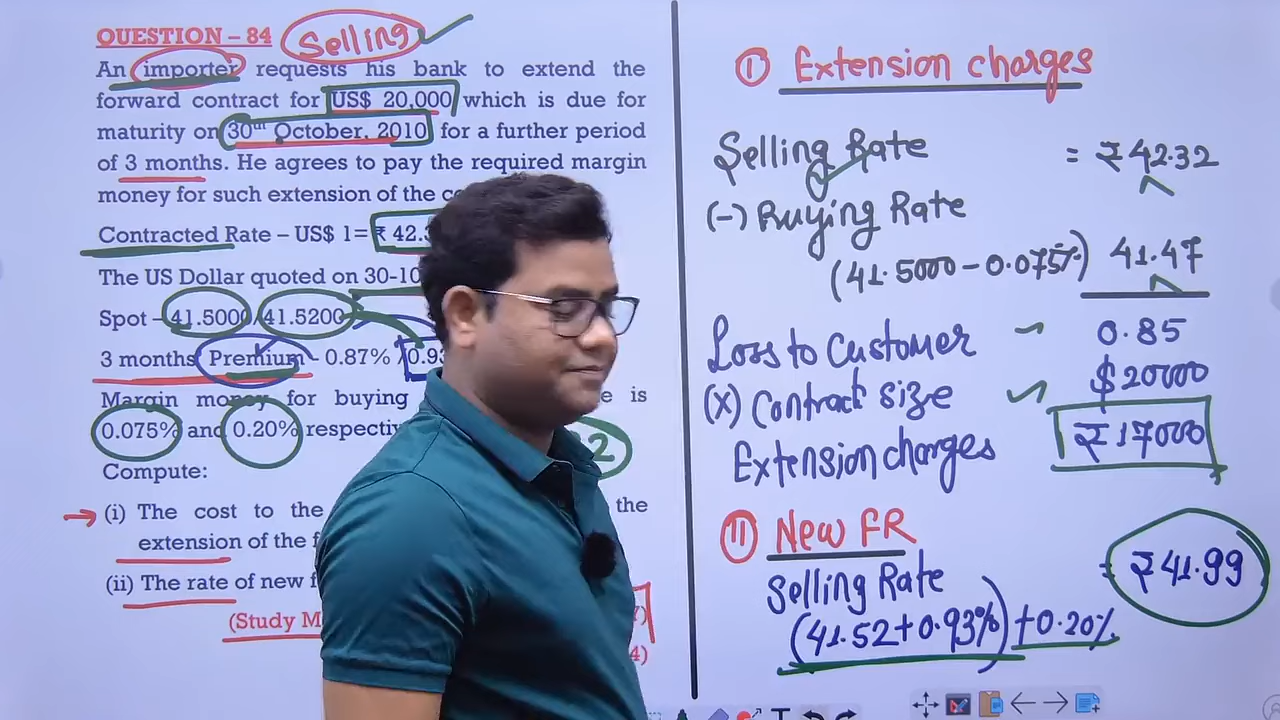 QUESTION – 84 Selling
An importer requests his bank to extend the
forward contract for US$ 20,000 which is due for
maturity on 30th October, 2010 for a further period
of 3 months. He agrees to pay the required margin
money for such extension of the
Contracted Rate – US$ 1= ₹ 42.3
The US Dollar quoted on 30-10
Spot – 41.5000/41.5200
3 months Premium - 0.87% 0.93
Margin money for buying e is
0.075% and 0.20% respectiv
2
Compute:
(i) The cost to the the
extension of the f
(ii) The rate of new f
(Study M
① Extension charges
Selling Rate = ₹ 42.32
(-) Buying Rate
(41.5000 - 0.075%) 41.47
Loss to Customer 0.85
(x) Contract size $ 20000
Extension charges ₹ 17000
⑪ New FR
Selling Rate = ₹ 41.99
(41.52 + 0.93%) + 0.20%